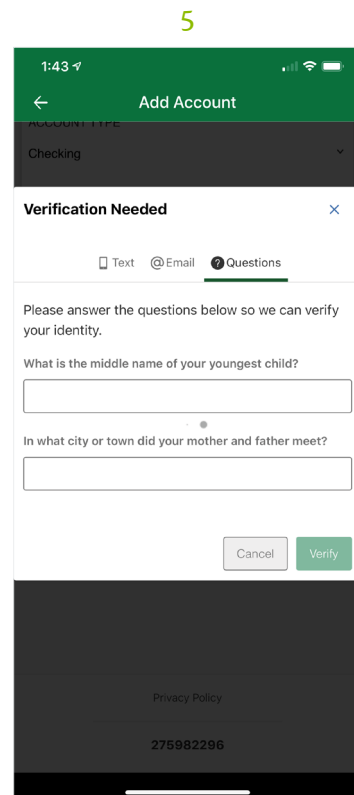 5
1:43
Add Account
ACCOUNT TYPE
Checking
Verification Needed
Text @ Email ? Questions
Please answer the questions below so we can verify
your identity.
What is the middle name of your youngest child?
In what city or town did your mother and father meet?
Cancel Verify
Privacy Policy
275982296